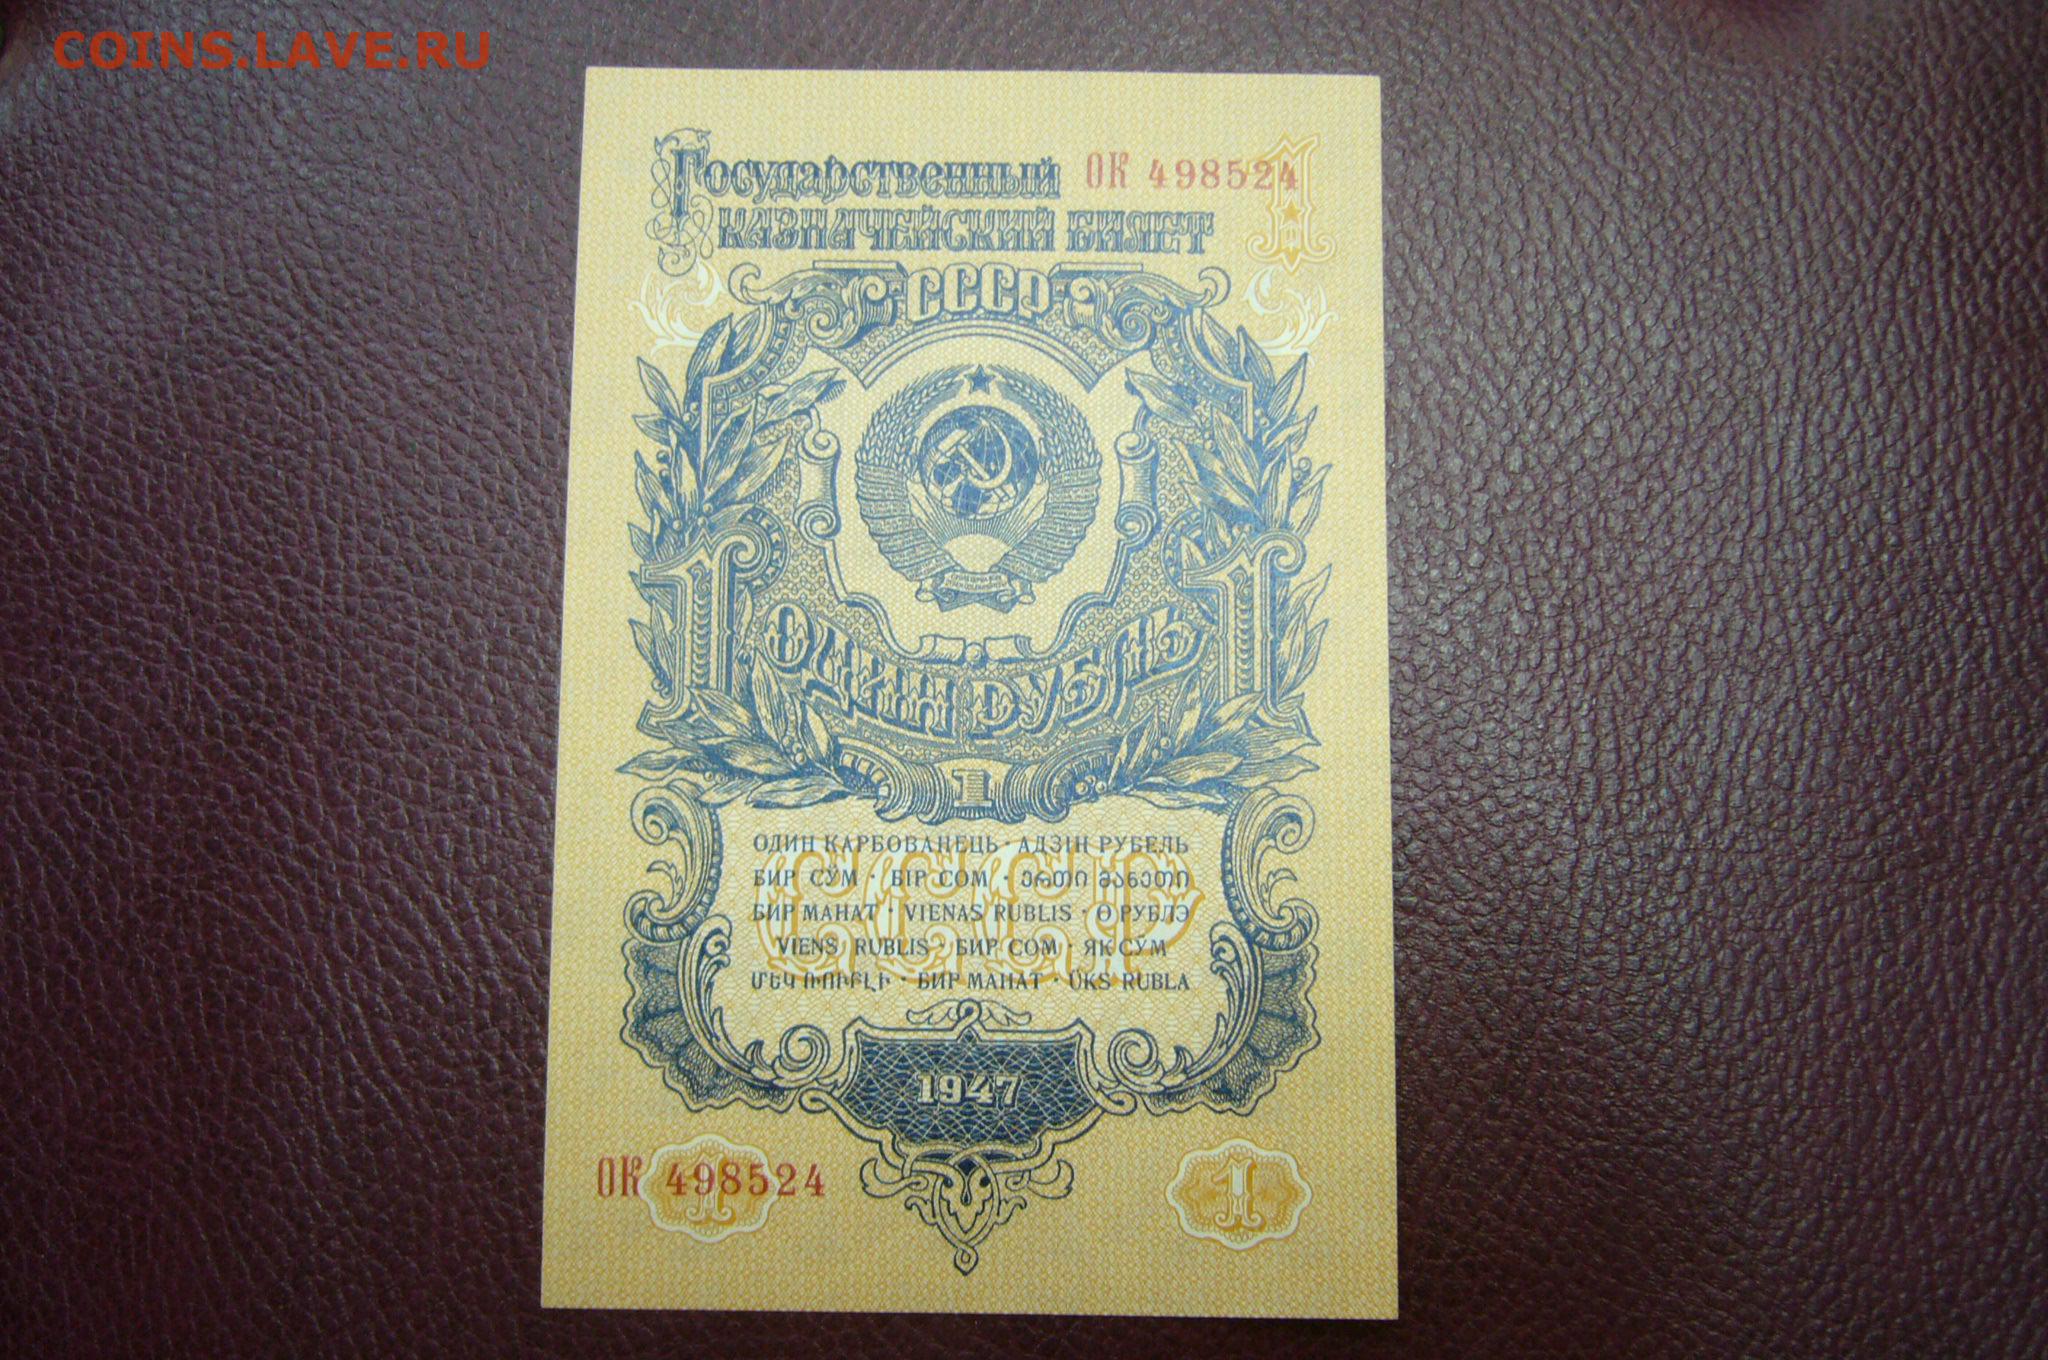 COINS.LAVE.RU
Государственный ОК 498524
казначейский билет
СССР
1 1
Один рубль
1
ОДИН КАРБОВАНЕЦЬ · АДЗІН РУБЕЛЬ
БИР СЎМ · БІР СОМ · ერთი მანეთი
БИР МАНАТ · VIENAS RUBLIS · О РУБЛЭ
VIENS RUBLIS · БИР СОМ · ЯК СӮМ
ՄԵԿ ՌՈՒԲԼԻ · БИР МАНАТ · ÜKS RUBLA
СССР
1947
ОК 498524
1 1